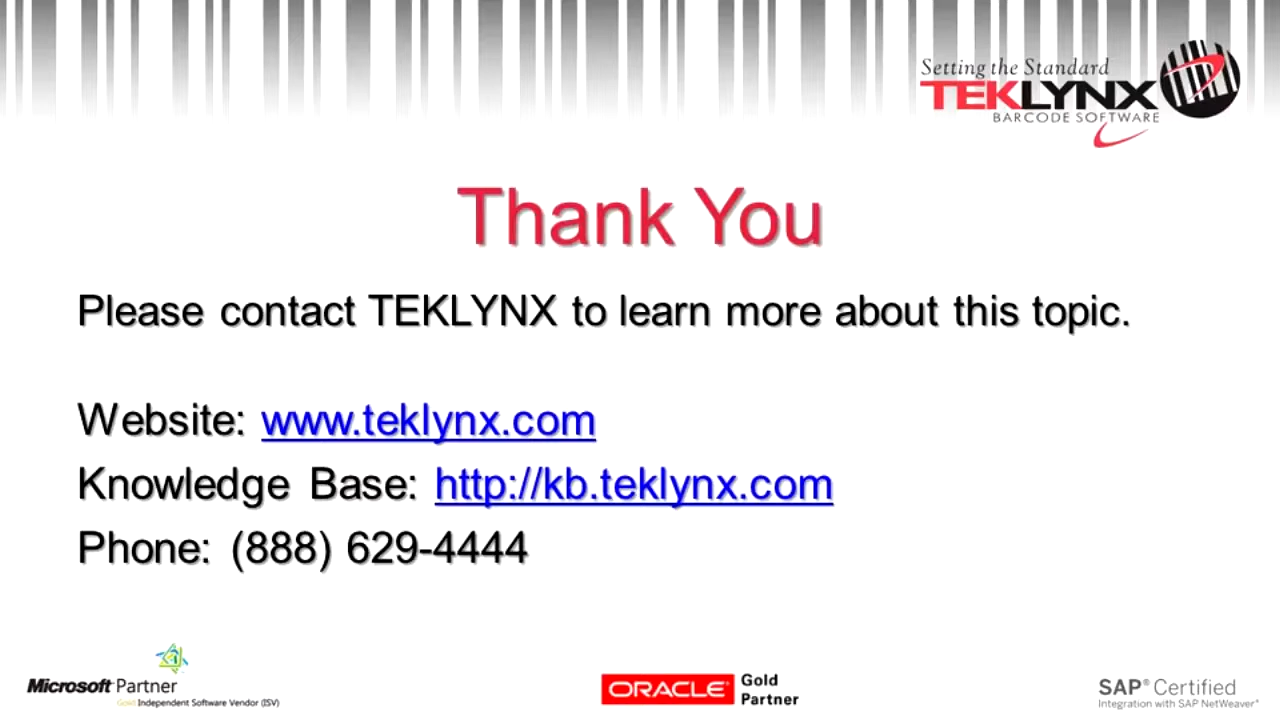 Setting the Standard
TEKLYNX
BARCODE SOFTWARE
Thank You
Please contact TEKLYNX to learn more about this topic.
Website: www.teklynx.com
Knowledge Base: http://kb.teklynx.com
Phone: (888) 629-4444
Microsoft Partner
Gold Independent Software Vendor (ISV)
ORACLE Gold
Partner
SAP® Certified
Integration with SAP NetWeaver®